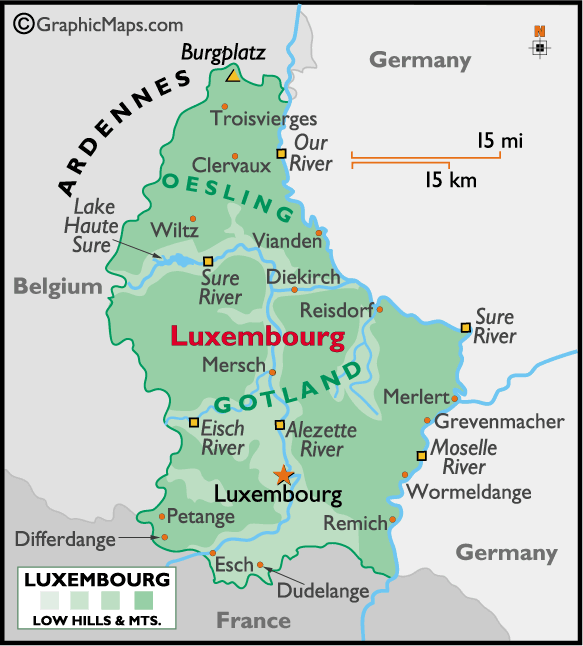 © GraphicMaps.com
Burgplatz
Germany
N
ARDENNES
Troisvierges
15 mi
Our
River
Clervaux
15 km
OESLING
Lake
Haute
Sure
Wiltz
Vianden
Belgium
Sure
River
Diekirch
Reisdorf
Sure
River
Luxembourg
Mersch
GOTLAND
Merlert
Grevenmacher
Eisch
River
Alezette
River
Moselle
River
Luxembourg
Wormeldange
Petange
Remich
Differdange
Germany
Esch
Dudelange
LUXEMBOURG
LOW HILLS & MTS.
France